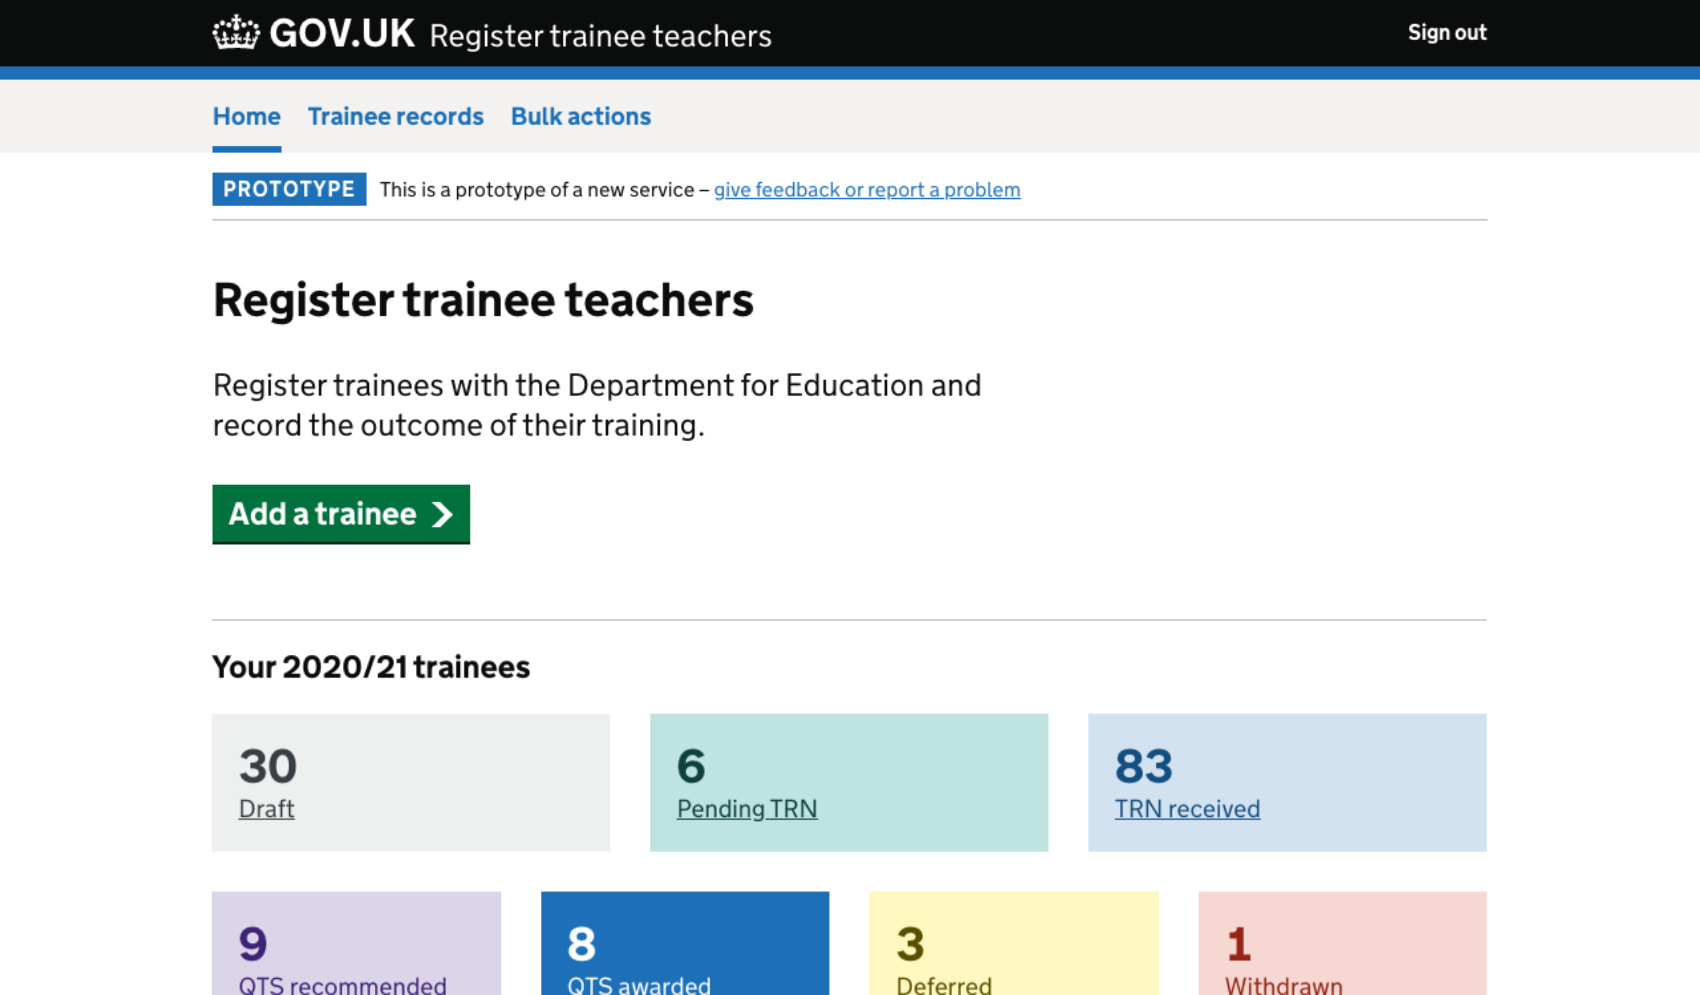 GOV.UK Register trainee teachers
Sign out
Home Trainee records Bulk actions
PROTOTYPE This is a prototype of a new service – give feedback or report a problem
Register trainee teachers
Register trainees with the Department for Education and
record the outcome of their training.
Add a trainee
Your 2020/21 trainees
30
Draft
6
Pending TRN
83
TRN received
9
QTS recommended
8
QTS awarded
3
Deferred
1
Withdrawn